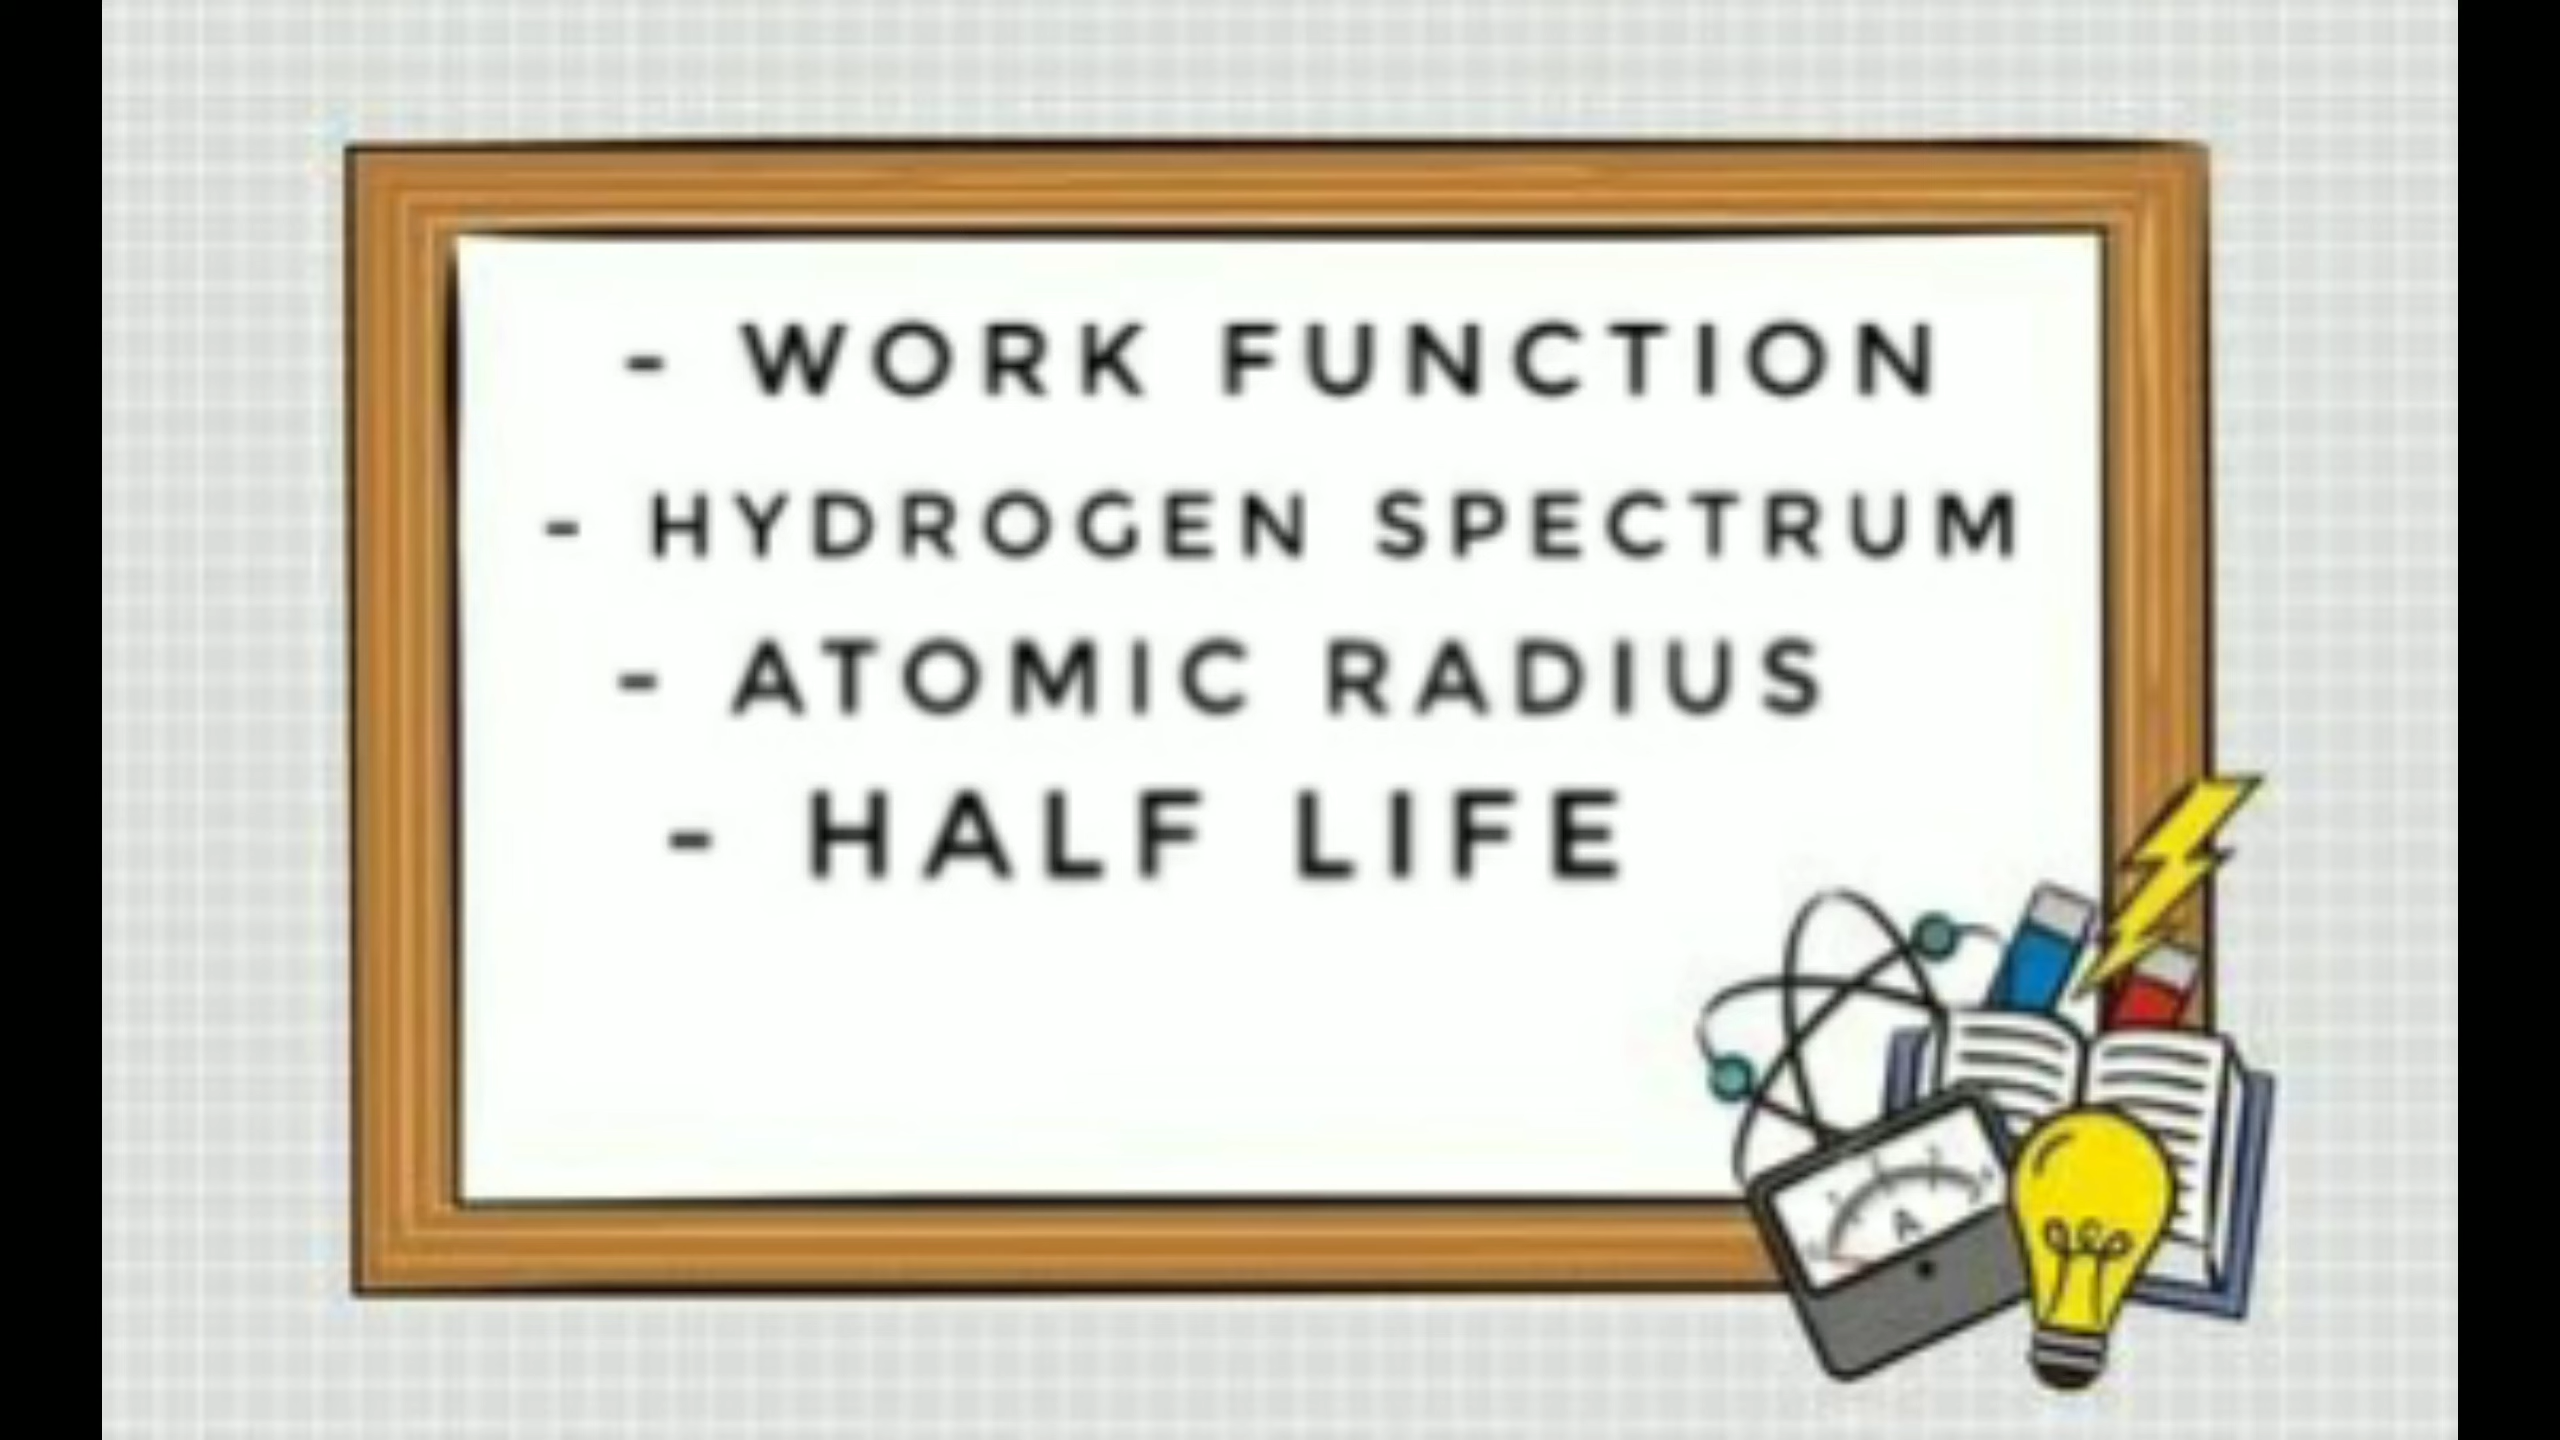 - WORK FUNCTION
- HYDROGEN SPECTRUM
- ATOMIC RADIUS
- HALF LIFE
A